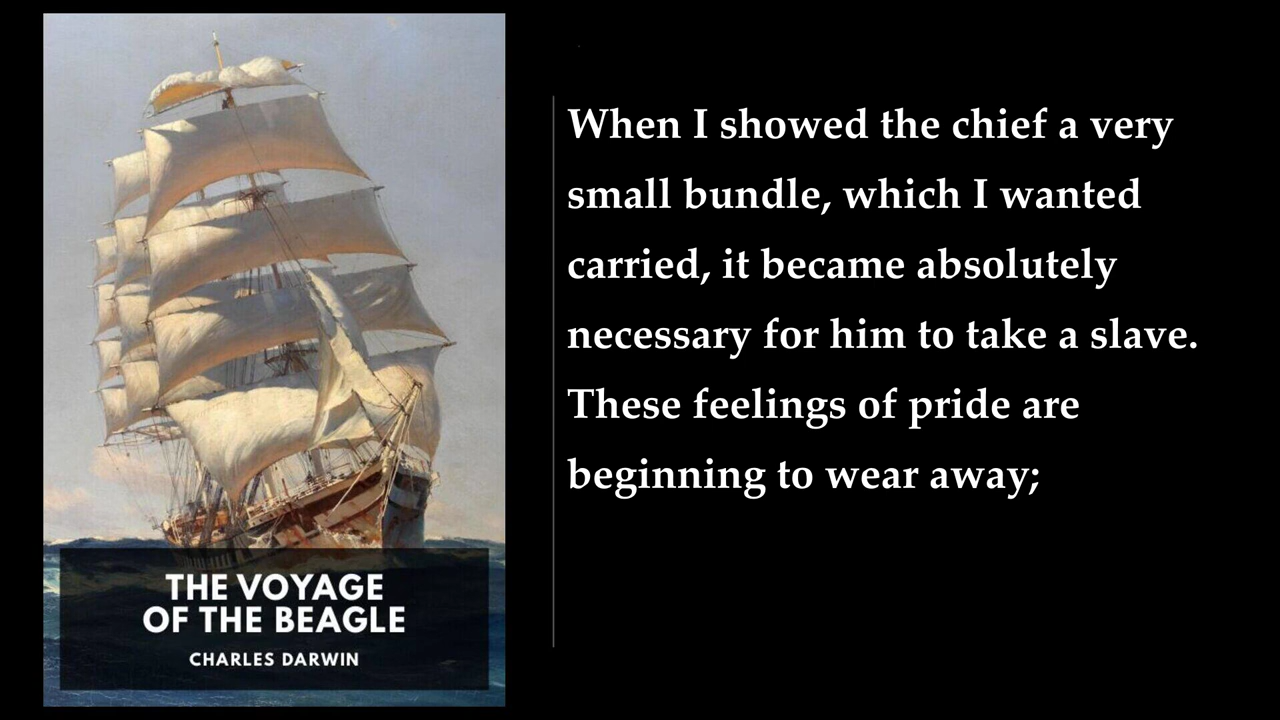 THE VOYAGE
OF THE BEAGLE
CHARLES DARWIN
When I showed the chief a very
small bundle, which I wanted
carried, it became absolutely
necessary for him to take a slave.
These feelings of pride are
beginning to wear away;